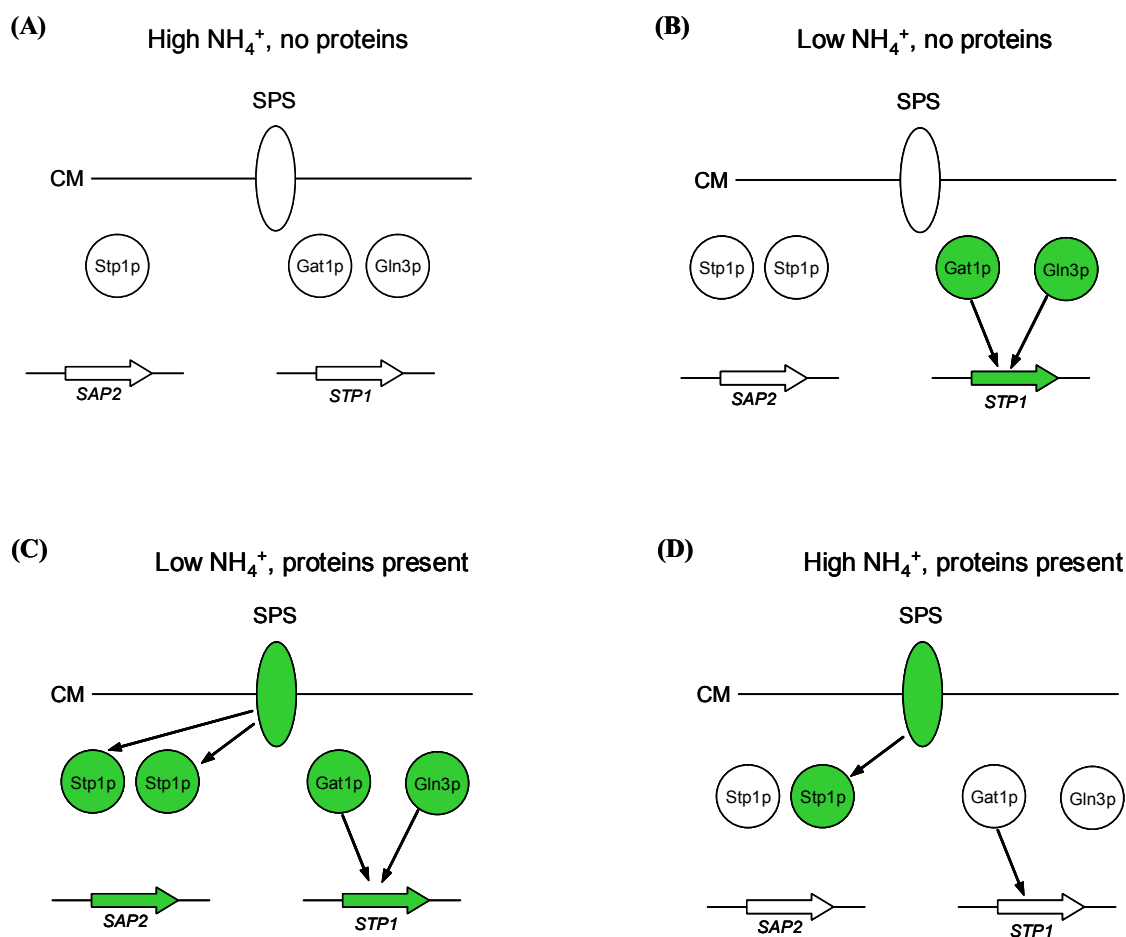 (A)
High NH₄⁺, no proteins
SPS
CM
Stp1p
Gat1p
Gln3p
SAP2
STP1
(B)
Low NH₄⁺, no proteins
SPS
CM
Stp1p
Stp1p
Gat1p
Gln3p
SAP2
STP1
(C)
Low NH₄⁺, proteins present
SPS
CM
Stp1p
Stp1p
Gat1p
Gln3p
SAP2
STP1
(D)
High NH₄⁺, proteins present
SPS
CM
Stp1p
Stp1p
Gat1p
Gln3p
SAP2
STP1